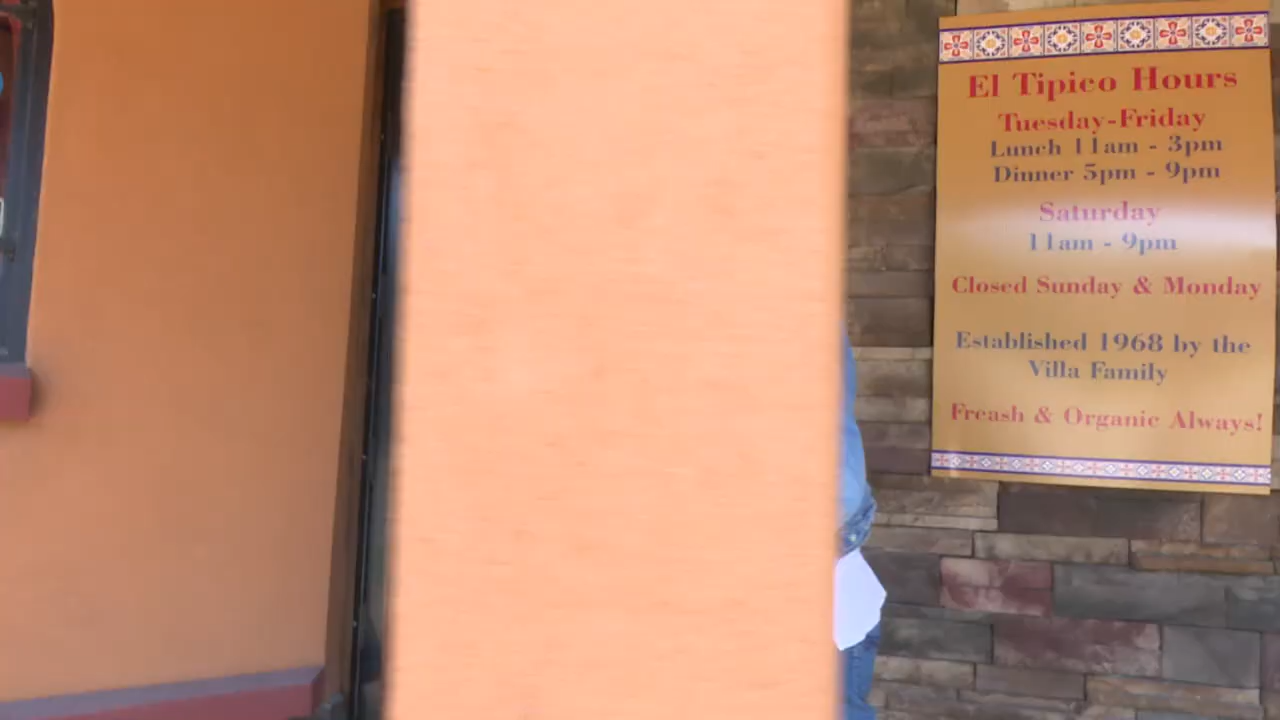 El Tipico Hours
Tuesday-Friday
Lunch 11am - 3pm
Dinner 5pm - 9pm
Saturday
11am - 9pm
Closed Sunday & Monday
Established 1968 by the
Villa Family
Freash & Organic Always!